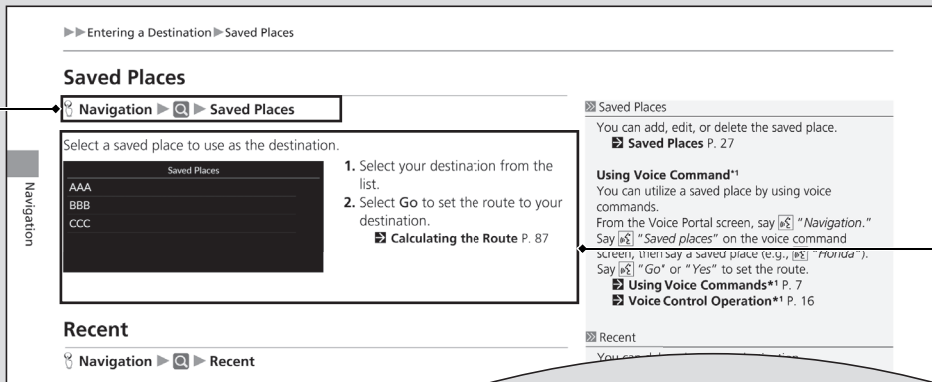 ▶▶Entering a Destination▶Saved Places
Saved Places
Navigation ▶ ▶ Saved Places
Select a saved place to use as the destination.
Saved Places
AAA
BBB
CCC
1. Select your destination from the
list.
2. Select Go to set the route to your
destination.
Calculating the Route P. 87
Recent
Navigation ▶ ▶ Recent
Navigation
Saved Places
You can add, edit, or delete the saved place.
Saved Places P. 27
Using Voice Command*1
You can utilize a saved place by using voice
commands.
From the Voice Portal screen, say "Navigation."
Say "Saved places" on the voice command
screen, then say a saved place (e.g., "Honda").
Say "Go" or "Yes" to set the route.
Using Voice Commands*1 P. 7
Voice Control Operation*1 P. 16
Recent
You can